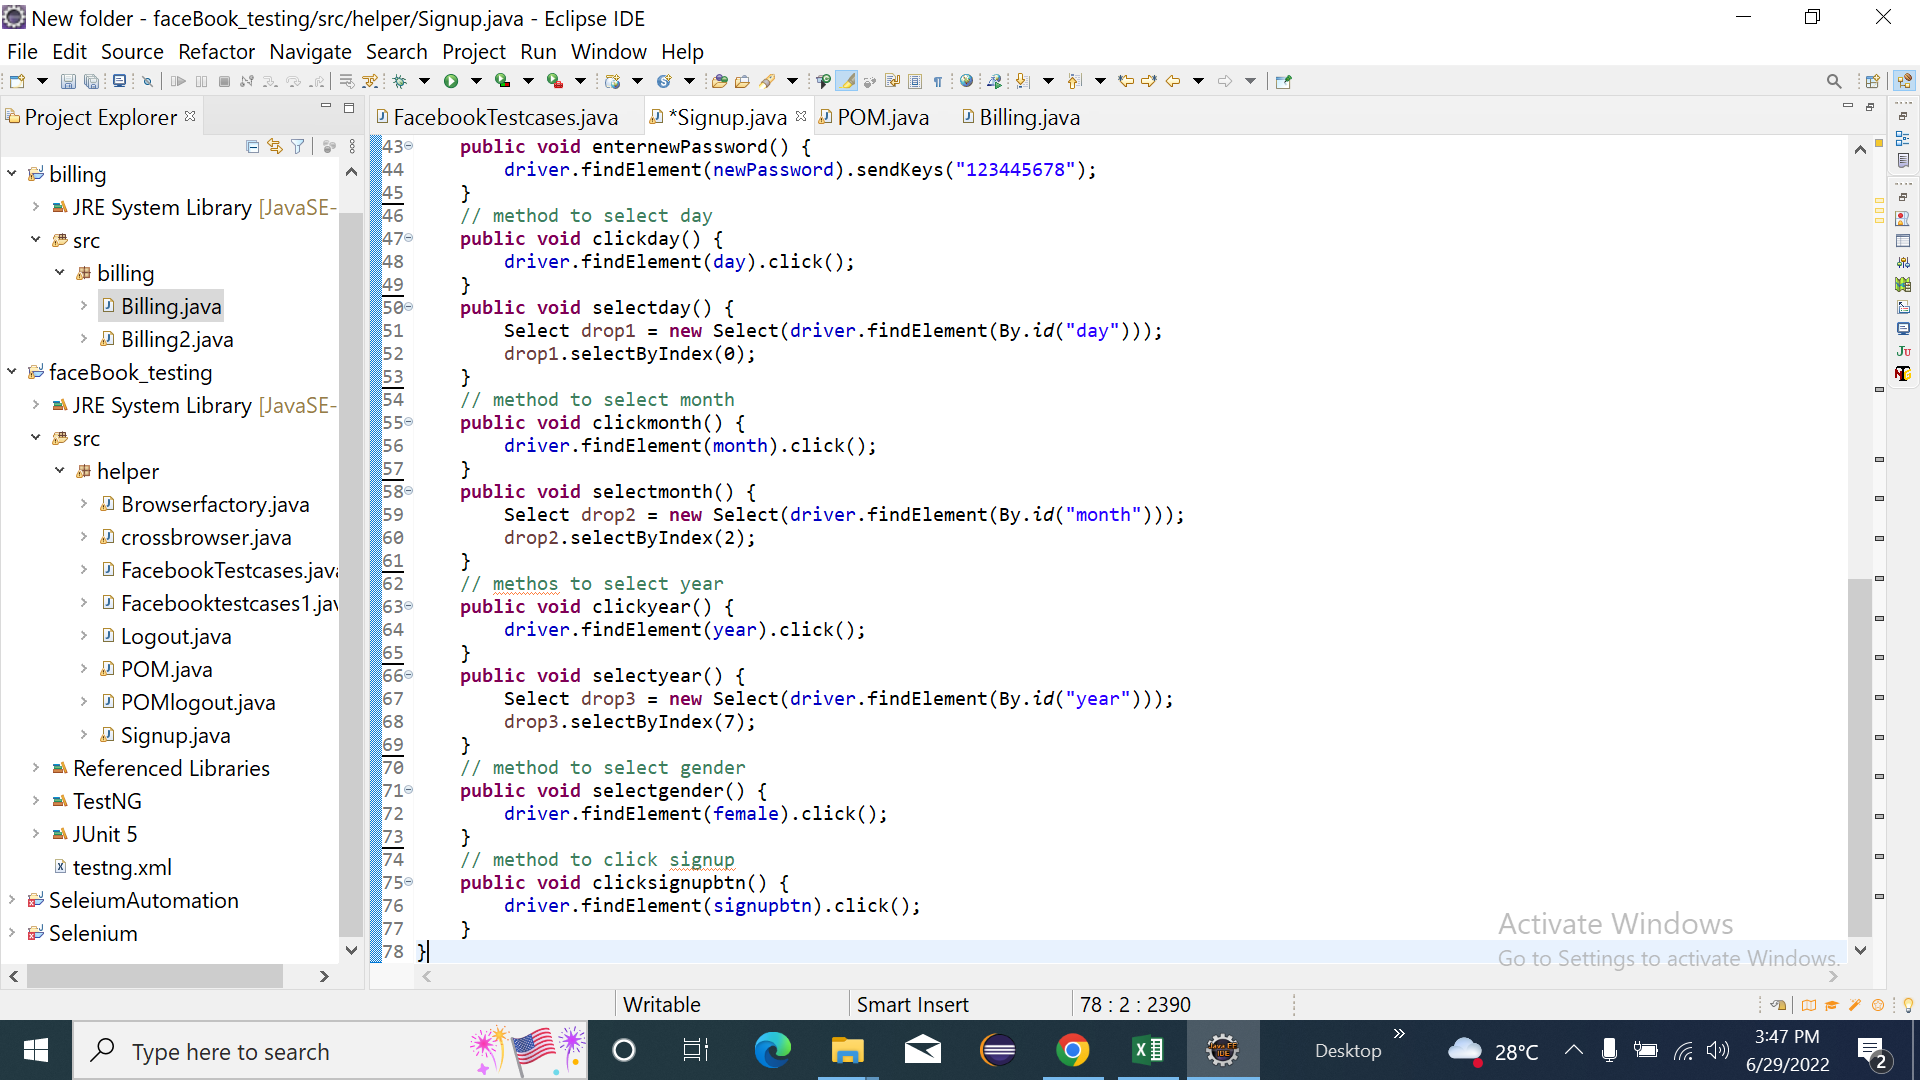 New folder - faceBook_testing/src/helper/Signup.java - Eclipse IDE
File Edit Source Refactor Navigate Search Project Run Window Help
Project Explorer
FacebookTestcases.java
*Signup.java
POM.java
Billing.java
billing
JRE System Library [JavaSE-
src
billing
Billing.java
Billing2.java
faceBook_testing
JRE System Library [JavaSE-
src
helper
Browserfactory.java
crossbrowser.java
FacebookTestcases.java
Facebooktestcases1.jav
Logout.java
POM.java
POMlogout.java
Signup.java
Referenced Libraries
TestNG
JUnit 5
testng.xml
SeleiumAutomation
Selenium
43 public void enternewPassword() {
44 driver.findElement(newPassword).sendKeys("123445678");
45 }
46 // method to select day
47 public void clickday() {
48 driver.findElement(day).click();
49 }
50 public void selectday() {
51 Select drop1 = new Select(driver.findElement(By.id("day")));
52 drop1.selectByIndex(0);
53 }
54 // method to select month
55 public void clickmonth() {
56 driver.findElement(month).click();
57 }
58 public void selectmonth() {
59 Select drop2 = new Select(driver.findElement(By.id("month")));
60 drop2.selectByIndex(2);
61 }
62 // methos to select year
63 public void clickyear() {
64 driver.findElement(year).click();
65 }
66 public void selectyear() {
67 Select drop3 = new Select(driver.findElement(By.id("year")));
68 drop3.selectByIndex(7);
69 }
70 // method to select gender
71 public void selectgender() {
72 driver.findElement(female).click();
73 }
74 // method to click signup
75 public void clicksignupbtn() {
76 driver.findElement(signupbtn).click();
77 }
78 }
Activate Windows
Go to Settings to activate Windows.
Writable
Smart Insert
78 : 2 : 2390
Type here to search
Desktop
28°C
3:47 PM
6/29/2022
2